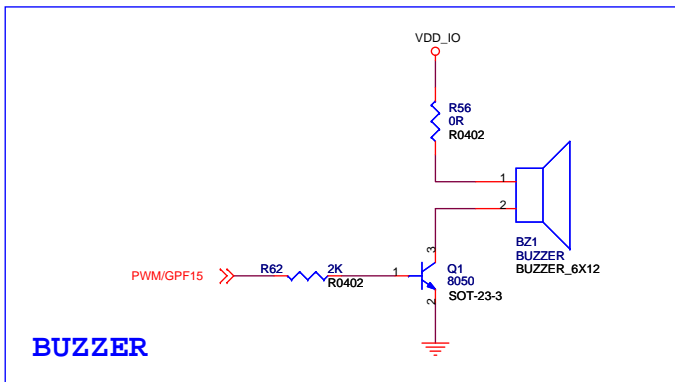 VDD_IO
R56
0R
R0402
1
2
BZ1
BUZZER
BUZZER_6X12
3
PWM/GPF15
R62
2K
R0402
1
Q1
8050
SOT-23-3
2
BUZZER